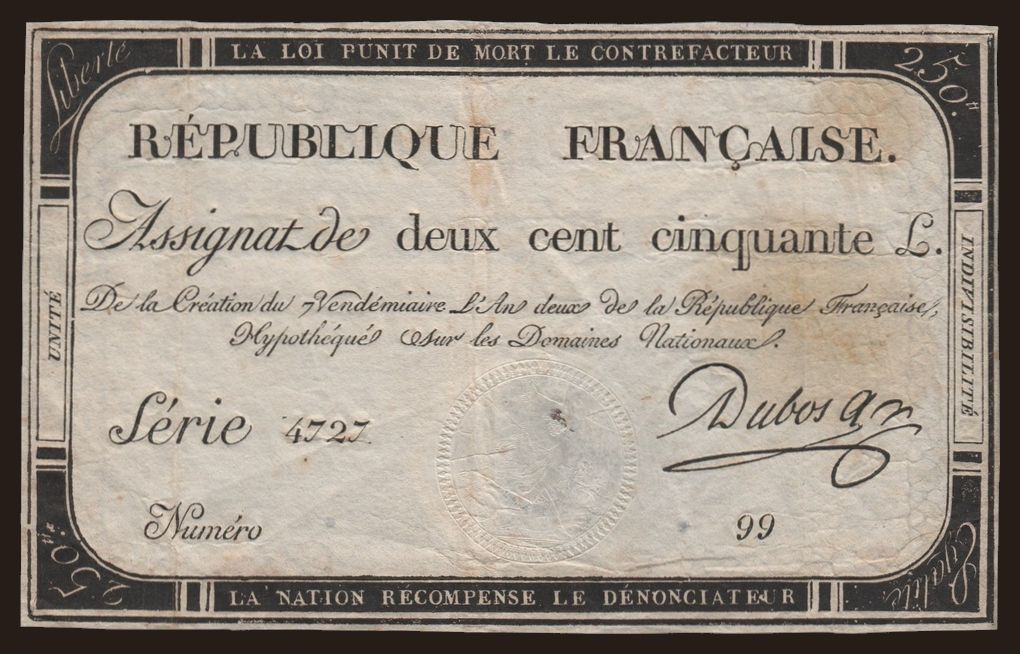 Liberté
LA LOI PUNIT DE MORT LE CONTREFACTEUR
250.tt
RÉPUBLIQUE FRANÇAISE.
Assignat de deux cent cinquante L.
De la Création du 7 Vendémiaire L'An deux de la République Française,
Hypothéqué sur les Domaines Nationaux.
UNITÉ
INDIVISIBILITÉ
Série 4727
Dubosq
Numéro 99
250.tt
LA NATION RÉCOMPENSE LE DÉNONCIATEUR
Egalité